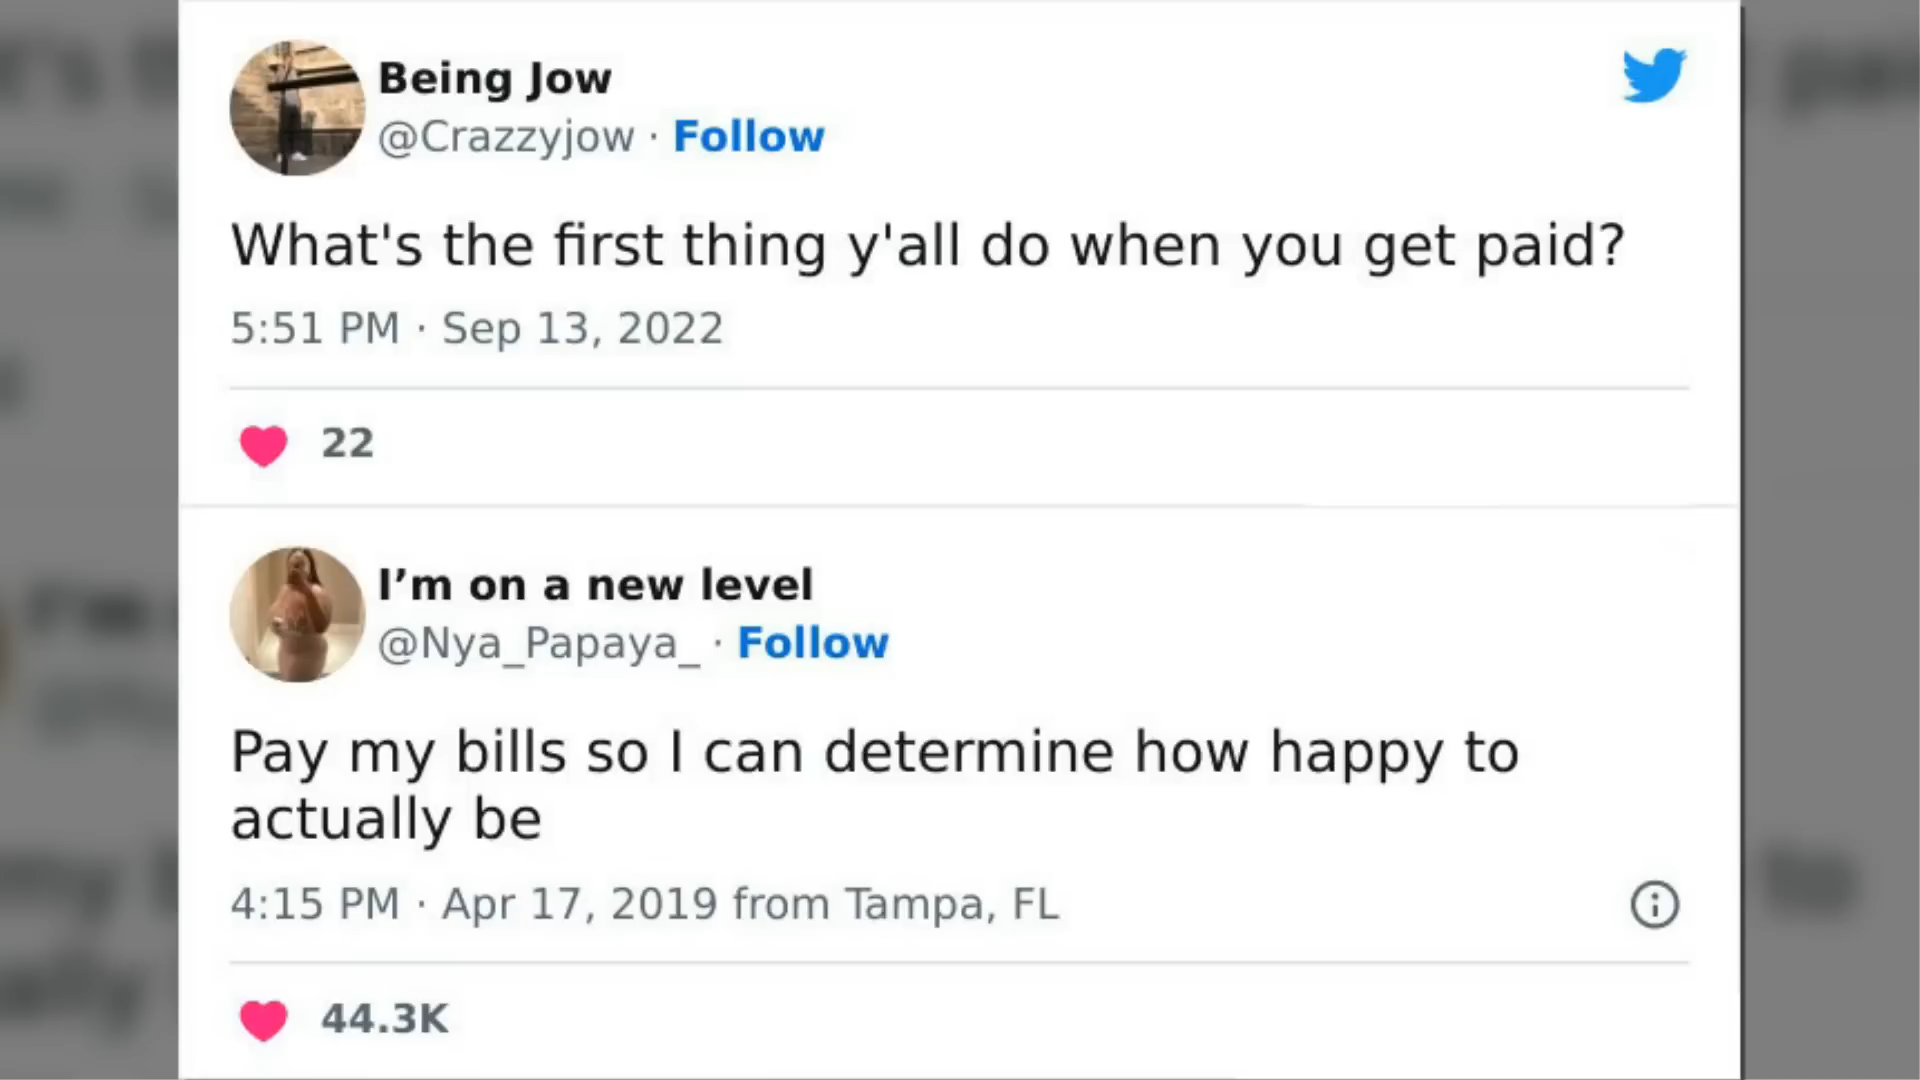 Being Jow
@Crazzyjow · Follow
What's the first thing y'all do when you get paid?
5:51 PM · Sep 13, 2022
22
I’m on a new level
@Nya_Papaya_ · Follow
Pay my bills so I can determine how happy to
actually be
4:15 PM · Apr 17, 2019 from Tampa, FL
44.3K